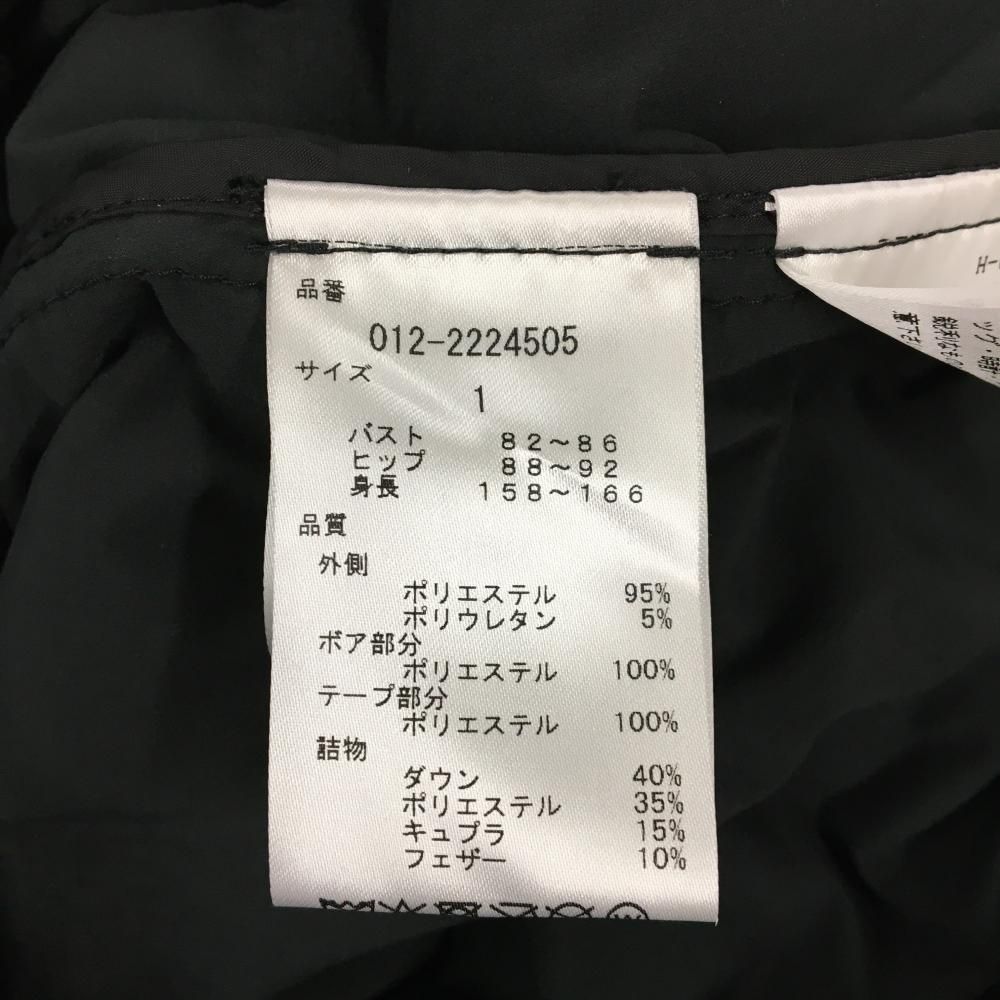 品番
012-2224505
サイズ
1
バスト 82～86
ヒップ 88～92
身長 158～166
品質
外側
ポリエステル 95%
ポリウレタン 5%
ボア部分
ポリエステル 100%
テープ部分
ポリエステル 100%
詰物
ダウン 40%
ポリエステル 35%
キュプラ 15%
フェザー 10%